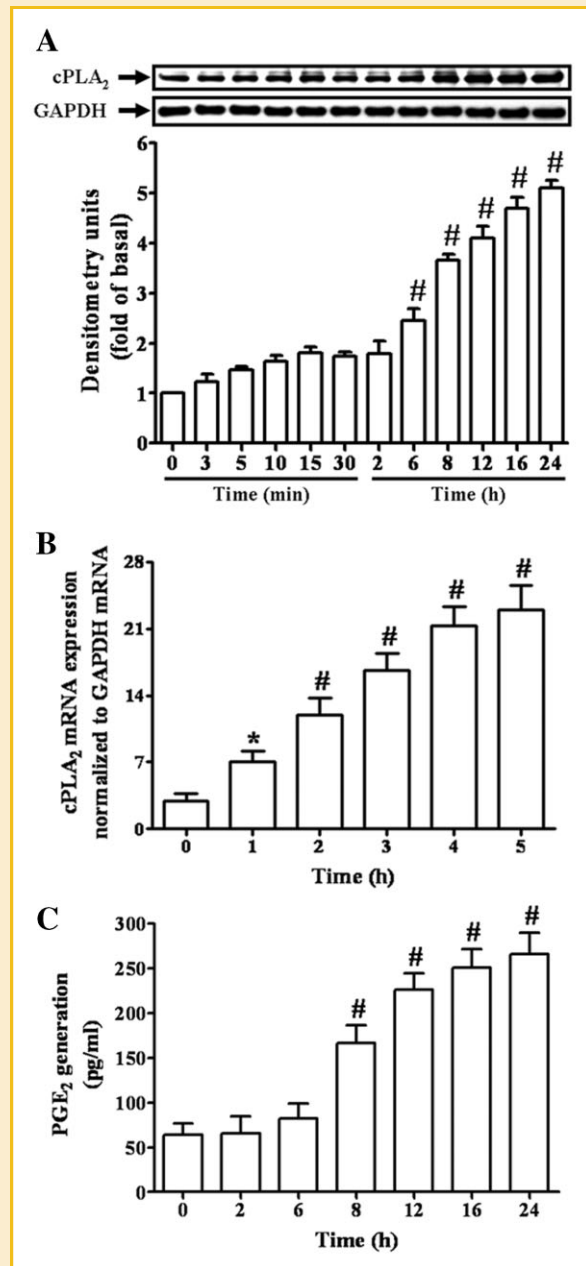 A
cPLA₂
GAPDH
Densitometry units
(fold of basal)
6
5
4
3
2
1
0
# # # # #
0 3 5 10 15 30 2 6 8 12 16 24
Time (min) Time (h)
B
cPLA₂ mRNA expression
normalized to GAPDH mRNA
28
21
14
7
0
* # # # #
0 1 2 3 4 5
Time (h)
C
PGE₂ generation
(pg/ml)
300
250
200
150
100
50
0
# # # #
0 2 6 8 12 16 24
Time (h)